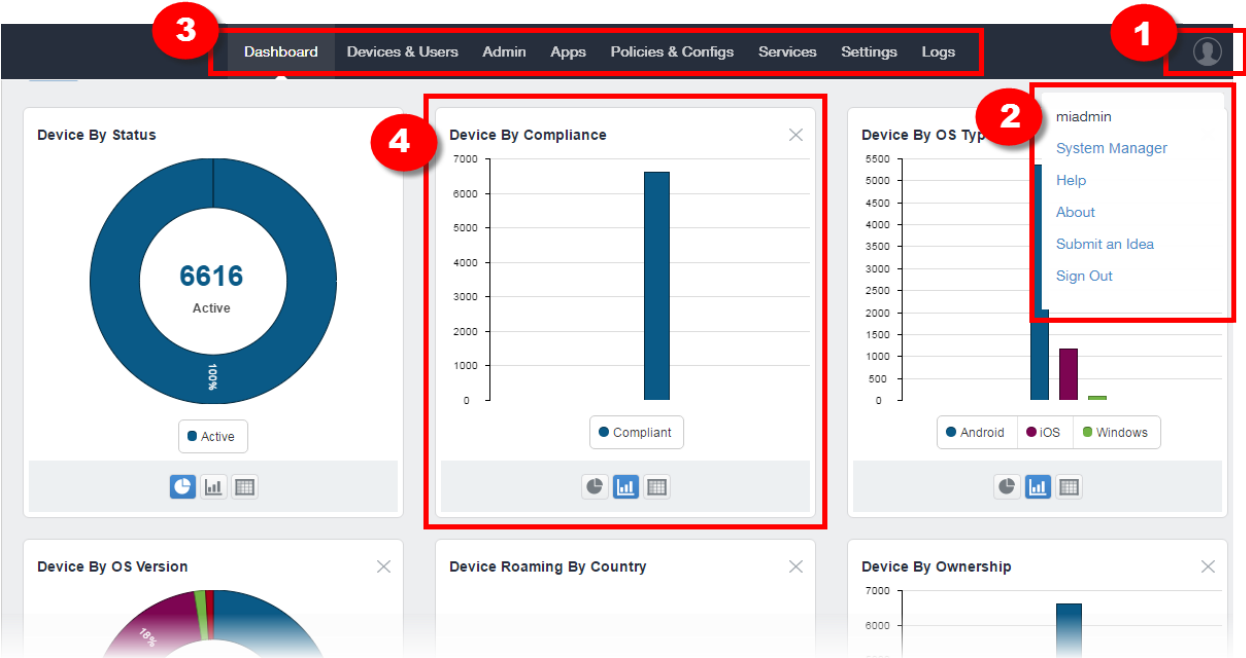 3
1
Dashboard Devices & Users Admin Apps Policies & Configs Services Settings Logs
2
miadmin
System Manager
Help
About
Submit an Idea
Sign Out
Device By Status
6616
Active
100%
Active
4
Device By Compliance
7000
6000
5000
4000
3000
2000
1000
0
Compliant
Device By OS Typ
5500
5000
4500
4000
3500
3000
2500
2000
1500
1000
500
0
Android iOS Windows
Device By OS Version
18%
Device Roaming By Country
Device By Ownership
7000
6000